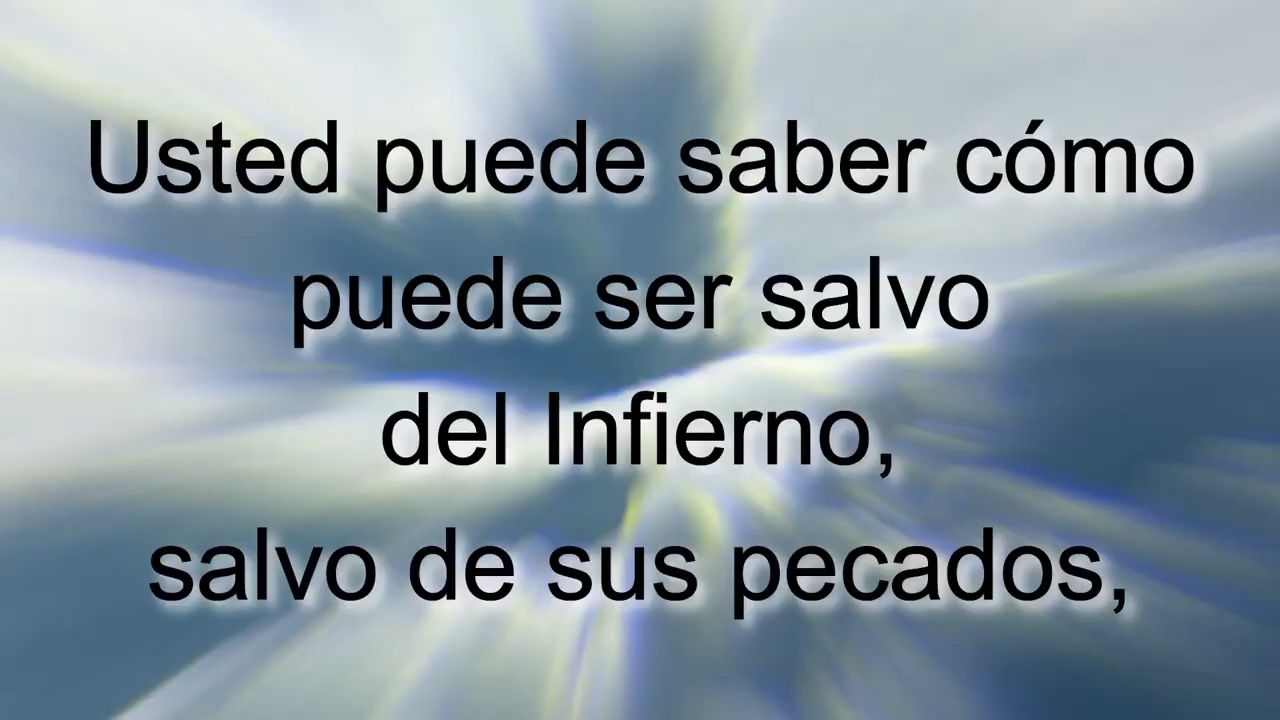 Usted puede saber cómo
puede ser salvo
del Infierno,
salvo de sus pecados,